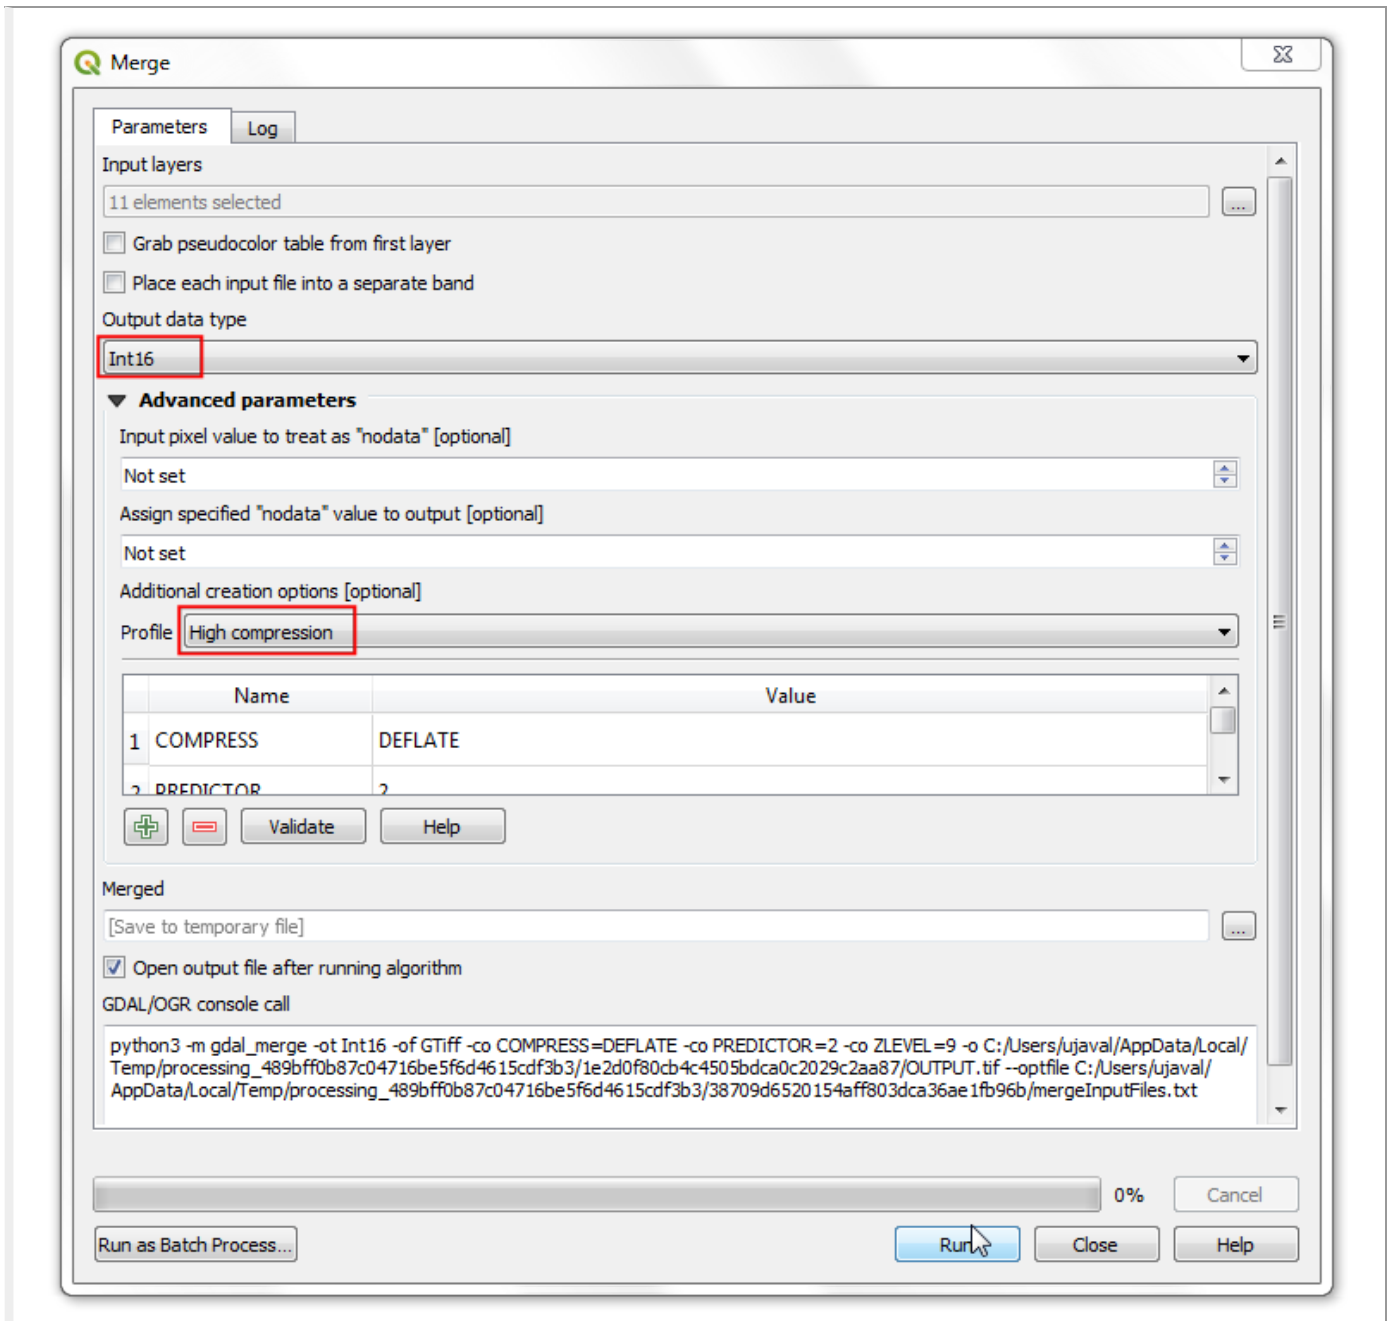 Merge
Parameters
Log
Input layers
11 elements selected
...
Grab pseudocolor table from first layer
Place each input file into a separate band
Output data type
Int16
Advanced parameters
Input pixel value to treat as "nodata" [optional]
Not set
Assign specified "nodata" value to output [optional]
Not set
Additional creation options [optional]
Profile High compression
Name Value
1 COMPRESS DEFLATE
2 PREDICTOR 2
Validate Help
Merged
[Save to temporary file]
...
Open output file after running algorithm
GDAL/OGR console call
python3 -m gdal_merge -ot Int16 -of GTiff -co COMPRESS=DEFLATE -co PREDICTOR=2 -co ZLEVEL=9 -o C:/Users/ujaval/AppData/Local/
Temp/processing_489bff0b87c04716be5f6d4615cdf3b3/1e2d0f80cb4c4505bdca0c2029c2aa87/OUTPUT.tif --optfile C:/Users/ujaval/
AppData/Local/Temp/processing_489bff0b87c04716be5f6d4615cdf3b3/38709d6520154aff803dca36ae1fb96b/mergeInputFiles.txt
0% Cancel
Run as Batch Process... Run Close Help